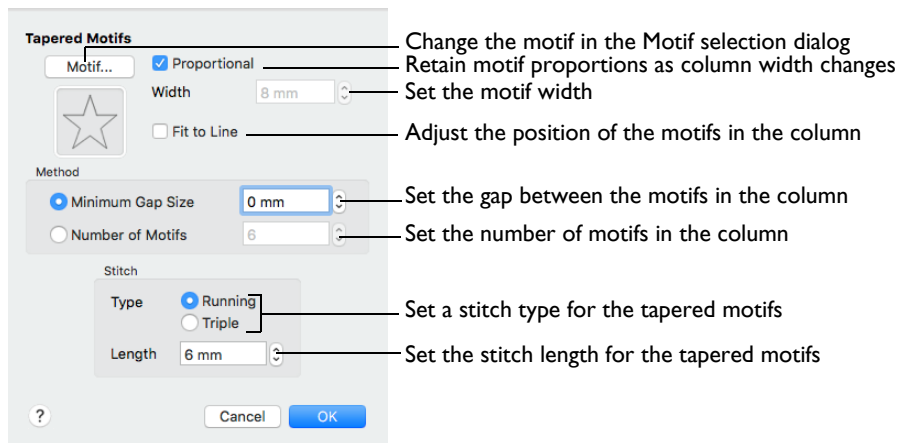 Tapered Motifs
Change the motif in the Motif selection dialog
Motif...
Proportional
Retain motif proportions as column width changes
Width
8 mm
Set the motif width
Fit to Line
Adjust the position of the motifs in the column
Method
Minimum Gap Size
0 mm
Set the gap between the motifs in the column
Number of Motifs
6
Set the number of motifs in the column
Stitch
Type
Running
Triple
Set a stitch type for the tapered motifs
Length
6 mm
Set the stitch length for the tapered motifs
?
Cancel
OK